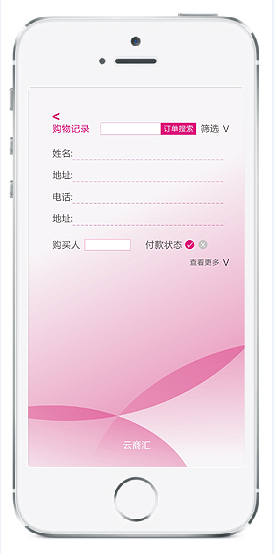 <
购物记录 订单搜索 筛选 V
姓名:
地址:
电话:
地址:
购买人 付款状态 ✓ X
查看更多 V
云商汇